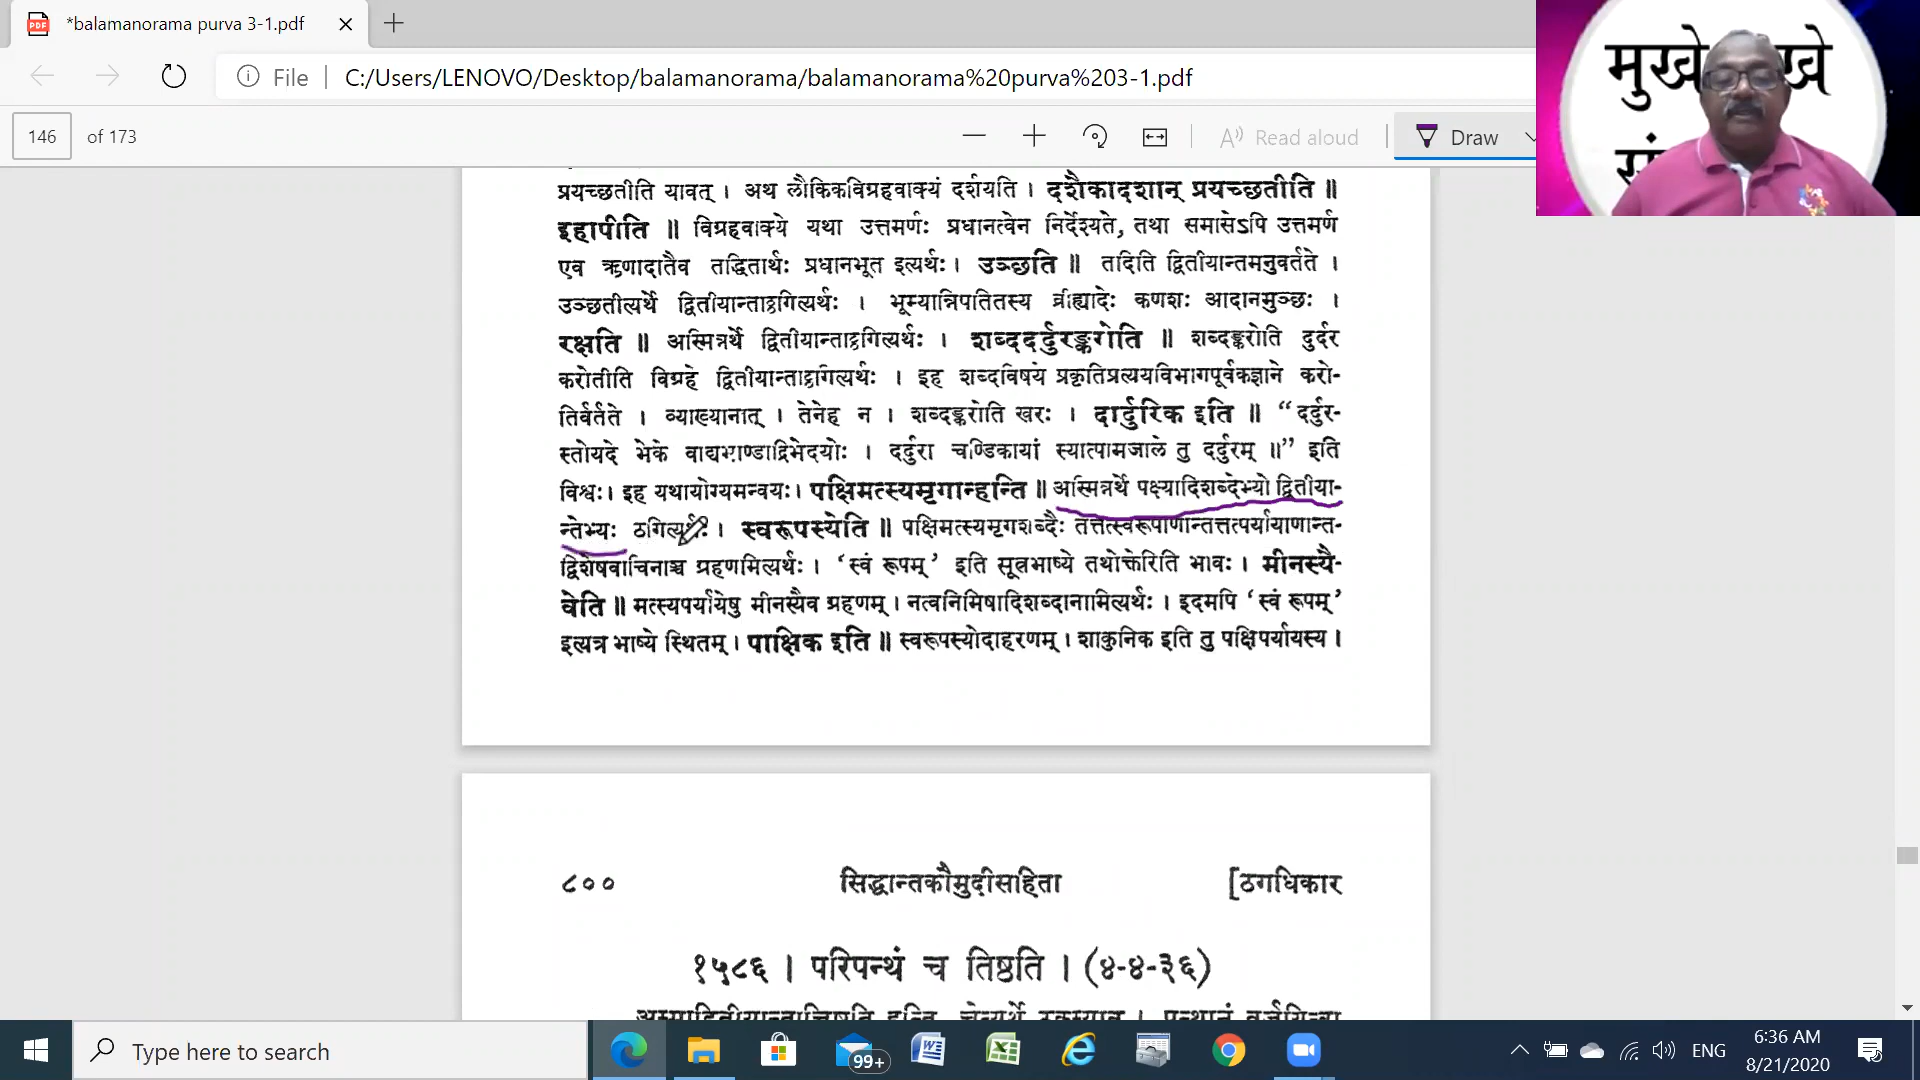 *balamanorama purva 3-1.pdf
File
C:/Users/LENOVO/Desktop/balamanorama/balamanorama%20purva%203-1.pdf
146 of 173
Read aloud
Draw
मुखे खे
प्रयच्छतीति यावत् । अथ लौकिकविग्रहवाक्यं दर्शयति । दशैकादशान् प्रयच्छतीति ॥
इहापीति ॥ विग्रहवाक्ये यथा उत्तमर्णः प्रधानत्वेन निर्देश्यते, तथा समासेऽपि उत्तमर्ण
एव ऋणादातैव तद्धितार्थः प्रधानभूत इत्यर्थः । उञ्छति ॥ तदिति द्वितीयान्तमनुवर्तते ।
उञ्छतीत्यर्थे द्वितीयान्ताट्ठगित्यर्थः । भूम्यान्निपतितस्य व्रीह्यादेः कणशः आदानमुञ्छः ।
रक्षति ॥ अस्मिन्नर्थे द्वितीयान्ताट्ठगित्यर्थः । शब्ददर्दुरङ्करोति ॥ शब्दङ्करोति दुर्दर
करोतीति विग्रहे द्वितीयान्ताट्ठगित्यर्थः । इह शब्दविषये प्रकृतिप्रत्ययविभागपूर्वकज्ञाने करो-
तिर्वर्तते । व्याख्यानात् । तेनेह न । शब्दङ्करोति खरः । दार्दुरिक इति ॥ “दर्दुर-
स्तोयदे भेके वाद्यभाण्डाद्रिभेदयोः । दर्दुरा चण्डिकायां स्यात्पामजाले तु दर्दुरम् ॥” इति
विश्वः । इह यथायोग्यमन्वयः । पक्षिमत्स्यमृगान्हन्ति ॥ अस्मिन्नर्थे पक्ष्यादिशब्देभ्यो द्वितीया-
न्तेभ्यः ठगित्यर्थः । स्वरूपस्येति ॥ पक्षिमत्स्यमृगशब्दैः तत्तत्स्वरूपाणान्तत्तत्पर्यायाणान्त-
द्विशेषवाचिनाञ्च ग्रहणमित्यर्थः । ‘स्वं रूपम्’ इति सूत्रभाष्ये तथोक्तेरिति भावः । मीनस्यै-
वेति ॥ मत्स्यपर्यायेषु मीनस्यैव ग्रहणम् । नत्वनिमिषादिशब्दानामित्यर्थः । इदमपि ‘स्वं रूपम्’
इत्यत्र भाष्ये स्थितम् । पाक्षिक इति ॥ स्वरूपस्योदाहरणम् । शाकुनिक इति तु पक्षिपर्यायस्य ।
८०० सिद्धान्तकौमुदीसहिता [ठगधिकार
१५८६ । परिपन्थं च तिष्ठति । (४-४-३६)
Type here to search
99+
ENG
6:36 AM
8/21/2020